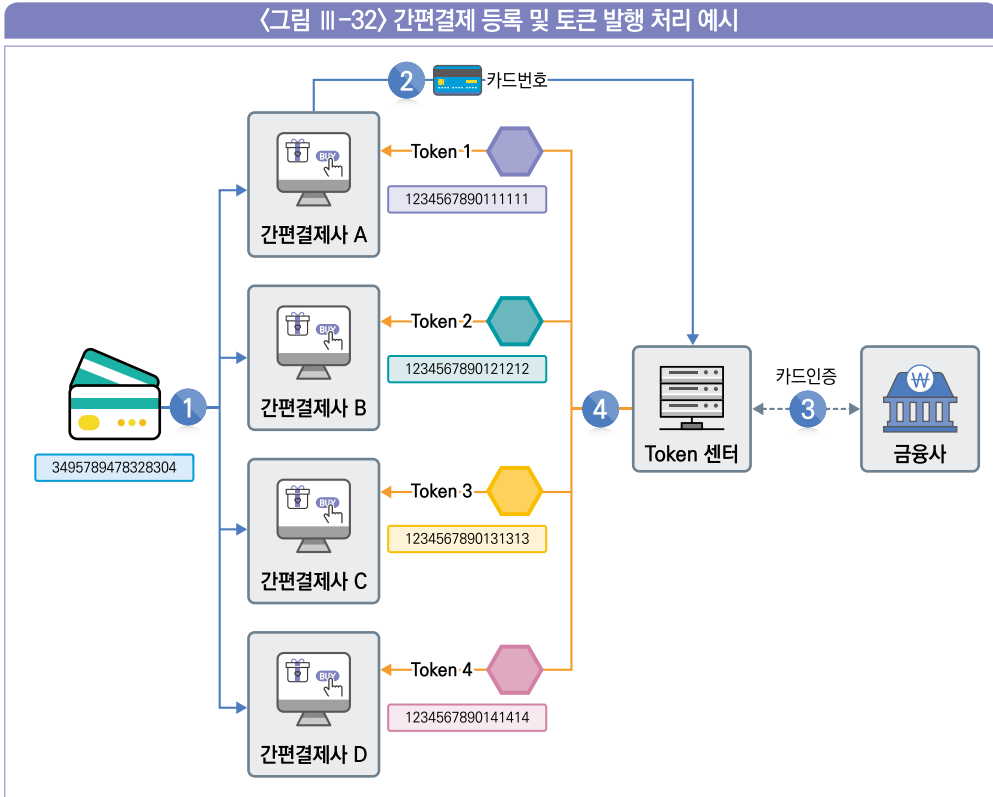 〈그림 Ⅲ-32〉 간편결제 등록 및 토큰 발행 처리 예시
2 카드번호
BUY
Token 1
1234567890111111
간편결제사 A
BUY
Token 2
1234567890121212
간편결제사 B
1
3495789478328304
4
Token 센터
카드인증
3
₩
금융사
BUY
Token 3
1234567890131313
간편결제사 C
BUY
Token 4
1234567890141414
간편결제사 D